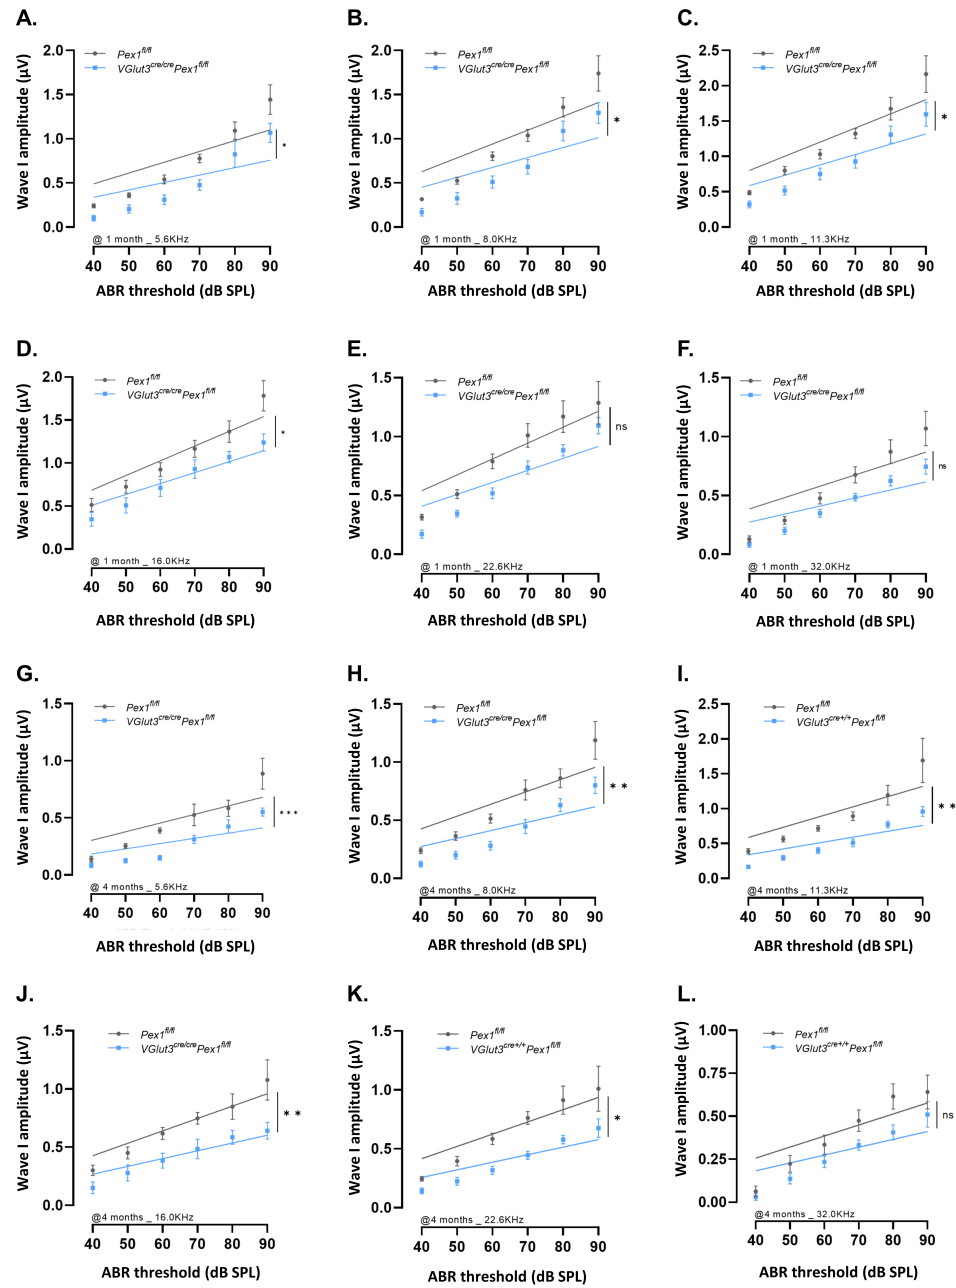 A.
Wave I amplitude (µV)
2.0
1.5
1.0
0.5
0.0
Pex1fl/fl
VGlut3cre/crePex1fl/fl
*
@ 1 month _ 5.6KHz
40 50 60 70 80 90
ABR threshold (dB SPL)
B.
Wave I amplitude (µV)
2.0
1.5
1.0
0.5
0.0
Pex1fl/fl
VGlut3cre/crePex1fl/fl
*
@ 1 month _ 8.0KHz
40 50 60 70 80 90
ABR threshold (dB SPL)
C.
Wave I amplitude (µV)
2.5
2.0
1.5
1.0
0.5
0.0
Pex1fl/fl
VGlut3cre/crePex1fl/fl
*
@ 1 month _ 11.3KHz
40 50 60 70 80 90
ABR threshold (dB SPL)
D.
Wave I amplitude (µV)
2.0
1.5
1.0
0.5
0.0
Pex1fl/fl
VGlut3cre/crePex1fl/fl
*
@ 1 month _ 16.0KHz
40 50 60 70 80 90
ABR threshold (dB SPL)
E.
Wave I amplitude (µV)
1.5
1.0
0.5
0.0
Pex1fl/fl
VGlut3cre/crePex1fl/fl
ns
@ 1 month _ 22.6KHz
40 50 60 70 80 90
ABR threshold (dB SPL)
F.
Wave I amplitude (µV)
1.5
1.0
0.5
0.0
Pex1fl/fl
VGlut3cre/crePex1fl/fl
ns
@ 1 month _ 32.0KHz
40 50 60 70 80 90
ABR threshold (dB SPL)
G.
Wave I amplitude (µV)
1.5
1.0
0.5
0.0
Pex1fl/fl
VGlut3cre/crePex1fl/fl
***
@ 4 months _ 5.6KHz
40 50 60 70 80 90
ABR threshold (dB SPL)
H.
Wave I amplitude (µV)
1.5
1.0
0.5
0.0
Pex1fl/fl
VGlut3cre/crePex1fl/fl
* *
@4 months _ 8.0KHz
40 50 60 70 80 90
ABR threshold (dB SPL)
I.
Wave I amplitude (µV)
2.5
2.0
1.5
1.0
0.5
0.0
Pex1fl/fl
VGlut3cre+/+Pex1fl/fl
* *
@4 months _ 11.3KHz
40 50 60 70 80 90
ABR threshold (dB SPL)
J.
Wave I amplitude (µV)
1.5
1.0
0.5
0.0
Pex1fl/fl
VGlut3cre/crePex1fl/fl
* *
@4 months _ 16.0KHz
40 50 60 70 80 90
ABR threshold (dB SPL)
K.
Wave I amplitude (µV)
1.5
1.0
0.5
0.0
Pex1fl/fl
VGlut3cre+/+Pex1fl/fl
*
@4 months _ 22.6KHz
40 50 60 70 80 90
ABR threshold (dB SPL)
L.
Wave I amplitude (µV)
1.00
0.75
0.50
0.25
0.00
Pex1fl/fl
VGlut3cre+/+Pex1fl/fl
ns
@4 months _ 32.0KHz
40 50 60 70 80 90
ABR threshold (dB SPL)